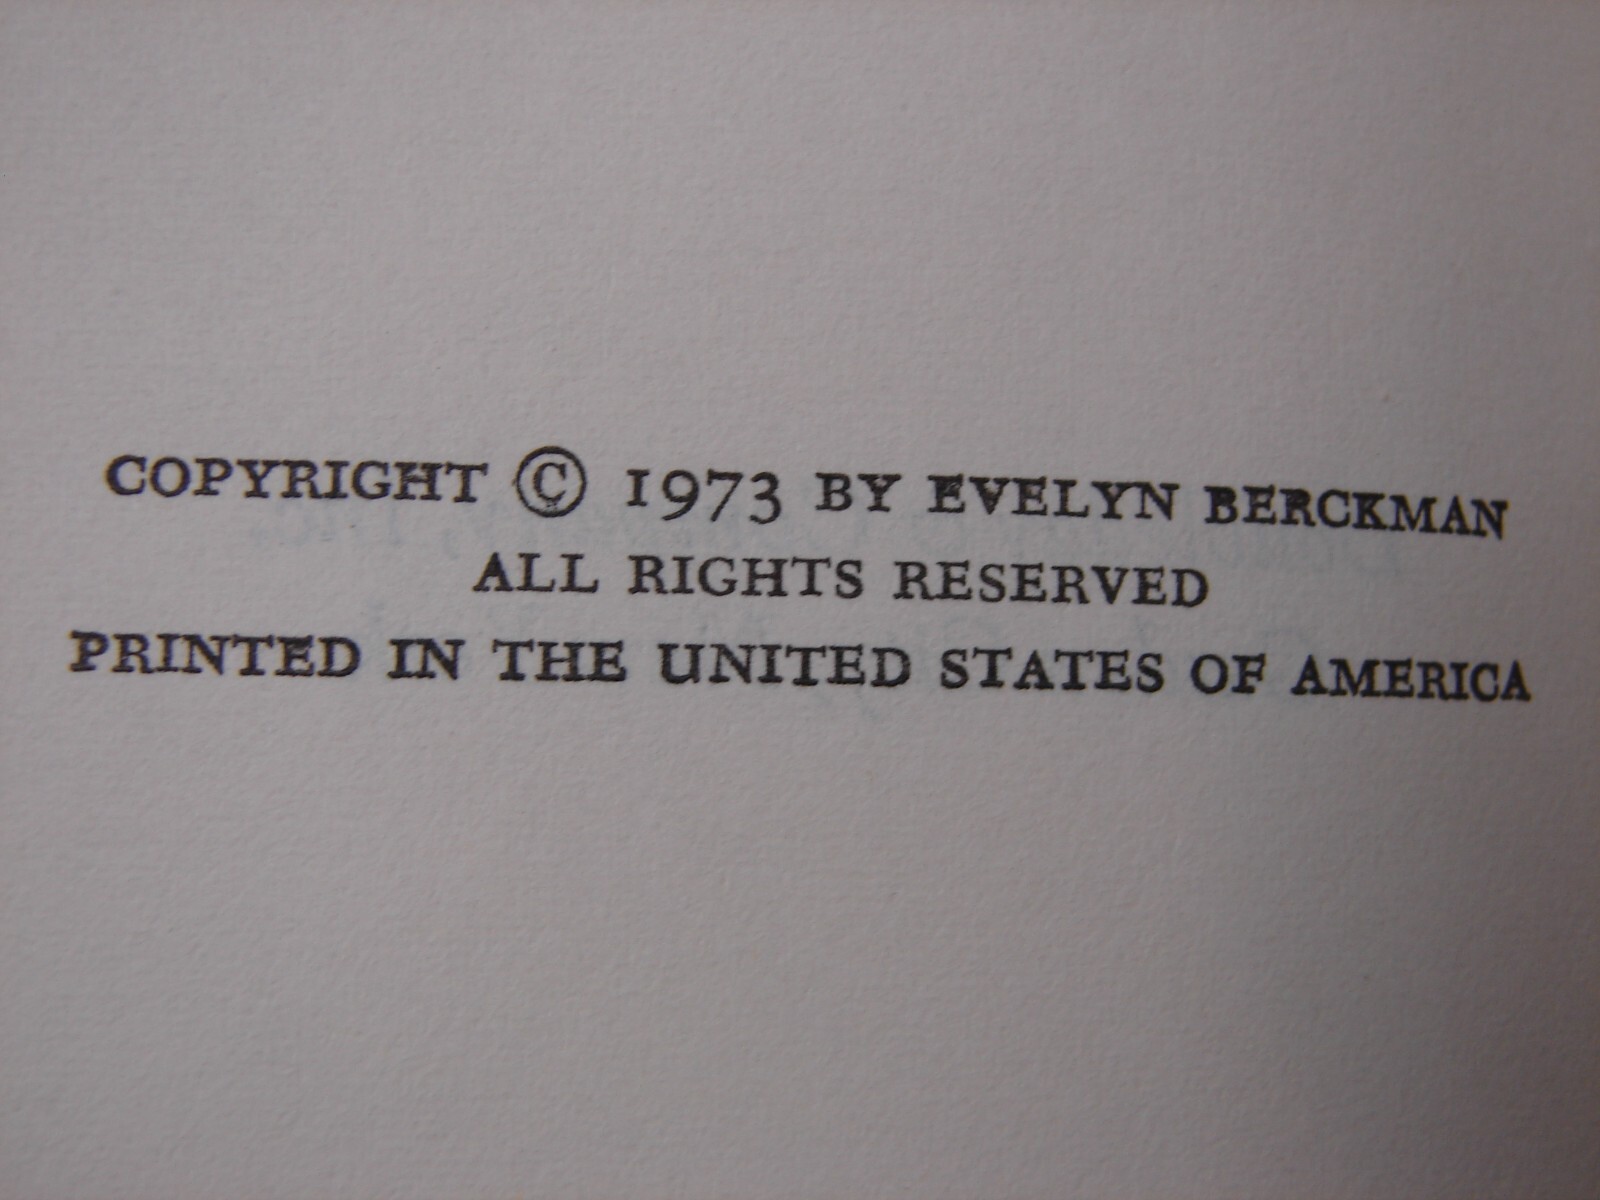 COPYRIGHT © 1973 BY EVELYN BERCKMAN
ALL RIGHTS RESERVED
PRINTED IN THE UNITED STATES OF AMERICA